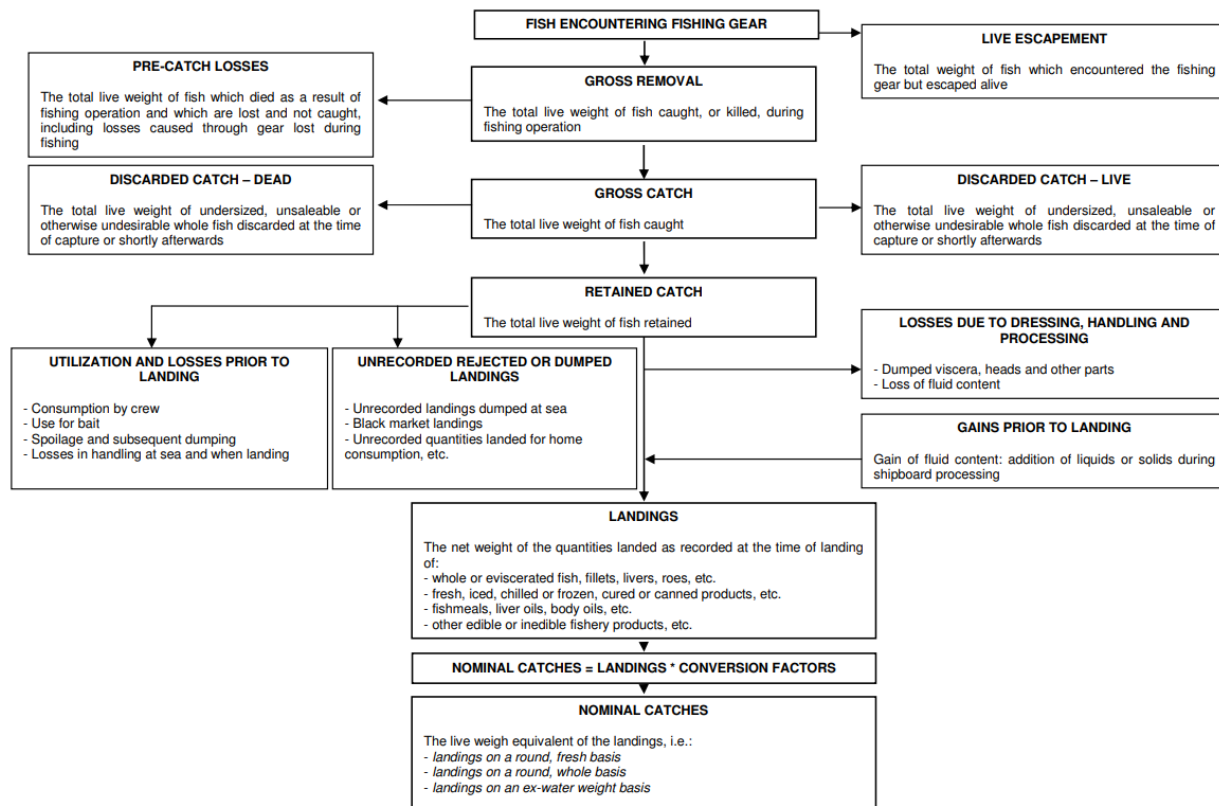 FISH ENCOUNTERING FISHING GEAR
LIVE ESCAPEMENT
The total weight of fish which encountered the fishing
gear but escaped alive
PRE-CATCH LOSSES
The total live weight of fish which died as a result of
fishing operation and which are lost and not caught,
including losses caused through gear lost during
fishing
GROSS REMOVAL
The total live weight of fish caught, or killed, during
fishing operation
DISCARDED CATCH – DEAD
The total live weight of undersized, unsaleable or
otherwise undesirable whole fish discarded at the time
of capture or shortly afterwards
GROSS CATCH
The total live weight of fish caught
DISCARDED CATCH – LIVE
The total live weight of undersized, unsaleable or
otherwise undesirable whole fish discarded at the time of
capture or shortly afterwards
RETAINED CATCH
The total live weight of fish retained
LOSSES DUE TO DRESSING, HANDLING AND
PROCESSING
- Dumped viscera, heads and other parts
- Loss of fluid content
UTILIZATION AND LOSSES PRIOR TO
LANDING
- Consumption by crew
- Use for bait
- Spoilage and subsequent dumping
- Losses in handling at sea and when landing
UNRECORDED REJECTED OR DUMPED
LANDINGS
- Unrecorded landings dumped at sea
- Black market landings
- Unrecorded quantities landed for home
consumption, etc.
GAINS PRIOR TO LANDING
Gain of fluid content: addition of liquids or solids during
shipboard processing
LANDINGS
The net weight of the quantities landed as recorded at the time of landing
of:
- whole or eviscerated fish, fillets, livers, roes, etc.
- fresh, iced, chilled or frozen, cured or canned products, etc.
- fishmeals, liver oils, body oils, etc.
- other edible or inedible fishery products, etc.
NOMINAL CATCHES = LANDINGS * CONVERSION FACTORS
NOMINAL CATCHES
The live weigh equivalent of the landings, i.e.:
- landings on a round, fresh basis
- landings on a round, whole basis
- landings on an ex-water weight basis